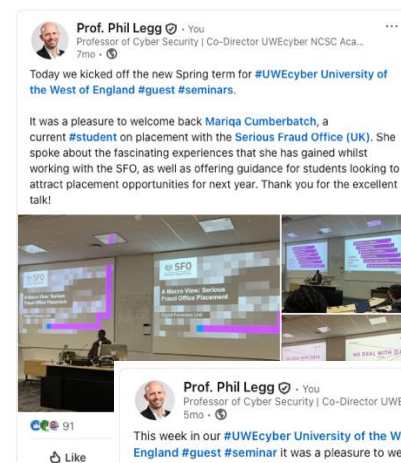 Prof. Phil Legg · You
Professor of Cyber Security | Co-Director UWEcyber NCSC Aca...
7mo ·
Today we kicked off the new Spring term for #UWEcyber University of
the West of England #guest #seminars.
It was a pleasure to welcome back Mariqa Cumberbatch, a
current #student on placement with the Serious Fraud Office (UK). She
spoke about the fascinating experiences that she has gained whilst
working with the SFO, as well as offering guidance for students looking to
attract placement opportunities for next year. Thank you for the excellent
talk!
SFO
A Macro View: Serious
Fraud Office Placement
SFO
A Macro View: Serious
Fraud Office Placement
WE DEAL WITH
91
Like
Prof. Phil Legg · You
Professor of Cyber Security | Co-Director UWE
5mo ·
This week in our #UWEcyber University of the W
England #guest #seminar it was a pleasure to we